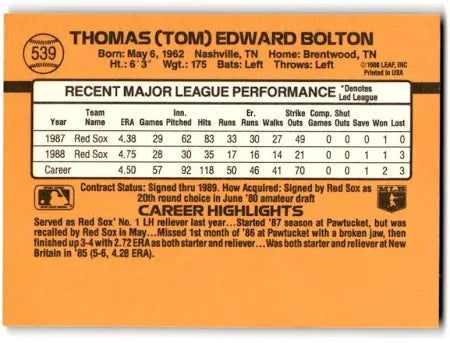 539
THOMAS (TOM) EDWARD BOLTON
Born: May 6, 1962 Nashville, TN Home: Brentwood, TN
Ht.: 6' 3" Wgt.: 175 Bats: Left Throws: Left
©1988 LEAF, INC
Printed in USA
RECENT MAJOR LEAGUE PERFORMANCE *Denotes Led League
Year Team Name ERA Games Inn. Pitched Hits Runs Er. Runs Walks Strike Outs Comp. Games Shut Outs Save Won Lost
1987 Red Sox 4.38 29 62 83 33 30 27 49 0 0 0 1 0
1988 Red Sox 4.75 28 30 35 17 16 14 21 0 0 1 1 3
Career 4.50 57 92 118 50 46 41 70 0 0 1 2 3
Contract Status: Signed thru 1989. How Acquired: Signed by Red Sox as
20th round choice in June '80 amateur draft
MLB
CAREER HIGHLIGHTS
Served as Red Sox' No. 1 LH reliever last year...Started '87 season at Pawtucket, but was
recalled by Red Sox in May...Missed 1st month of '86 at Pawtucket with a broken jaw, then
finished up 3-4 with 2.72 ERA as both starter and reliever...Was both starter and reliever at New
Britain in '85 (5-6, 4.28 ERA).